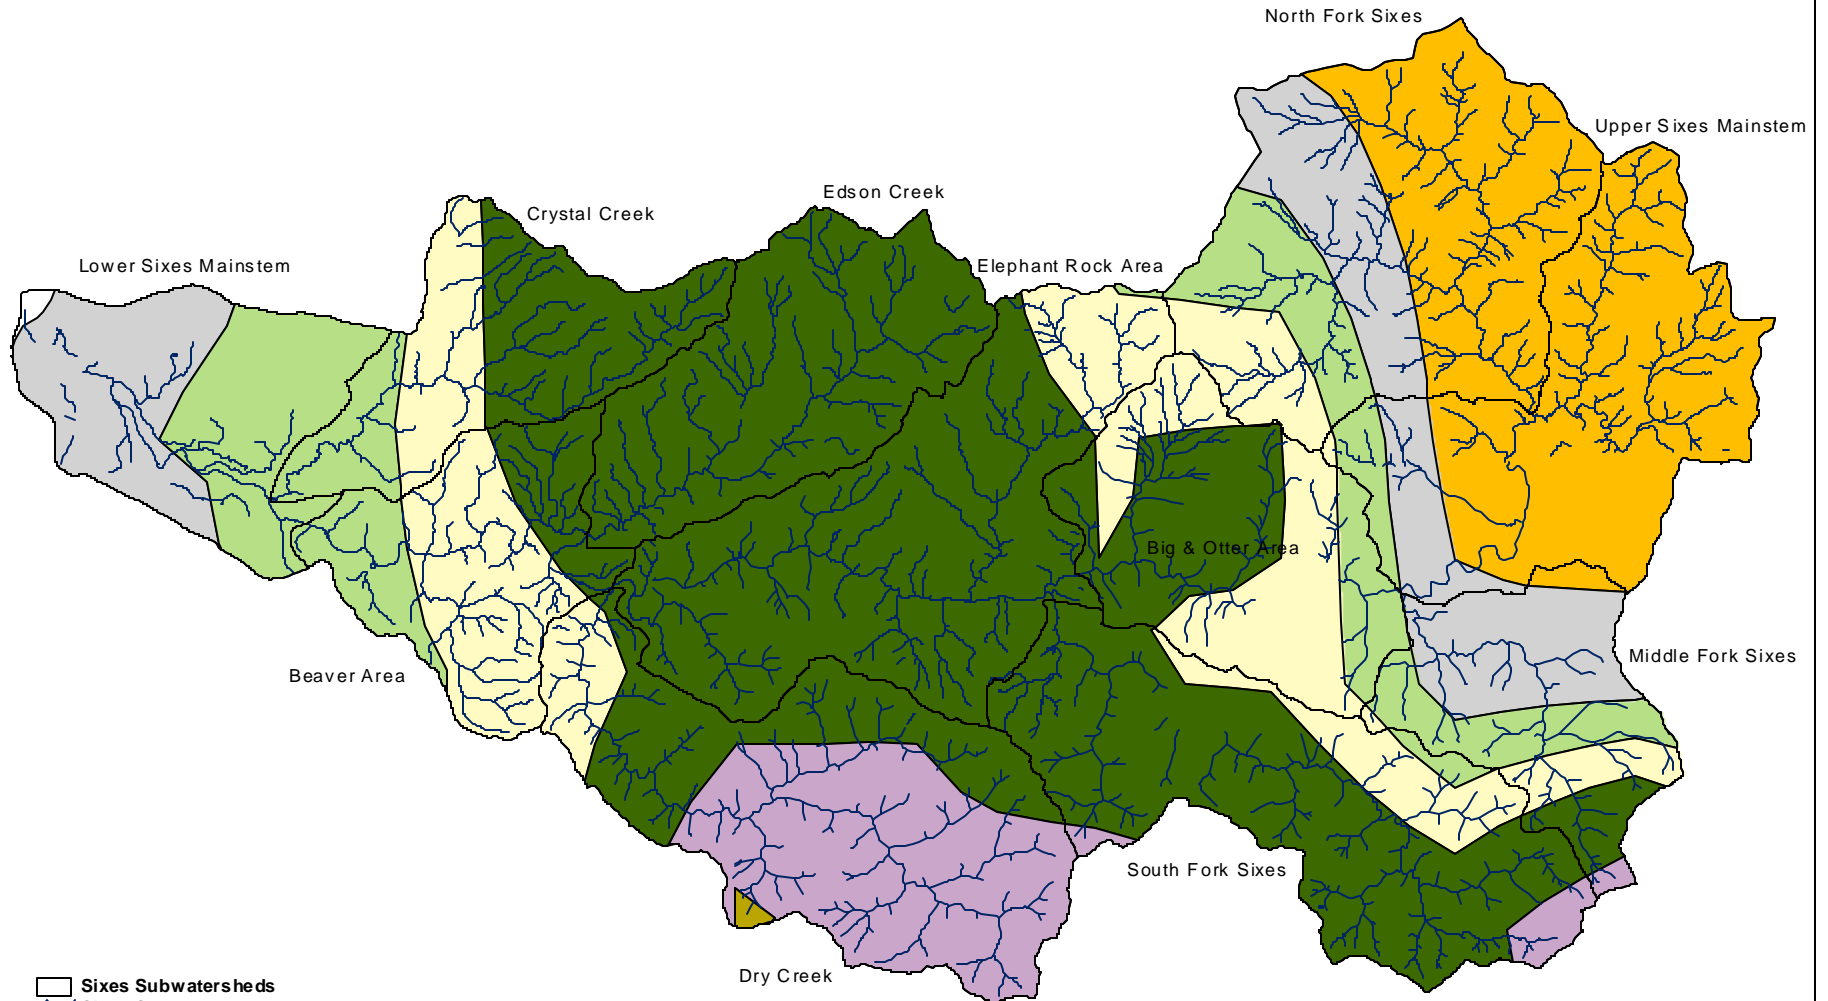 North Fork Sixes
Upper Sixes Mainstem
Edson Creek
Crystal Creek
Lower Sixes Mainstem
Elephant Rock Area
Big & Otter Area
Middle Fork Sixes
Beaver Area
South Fork Sixes
Dry Creek
Sixes Subwatersheds